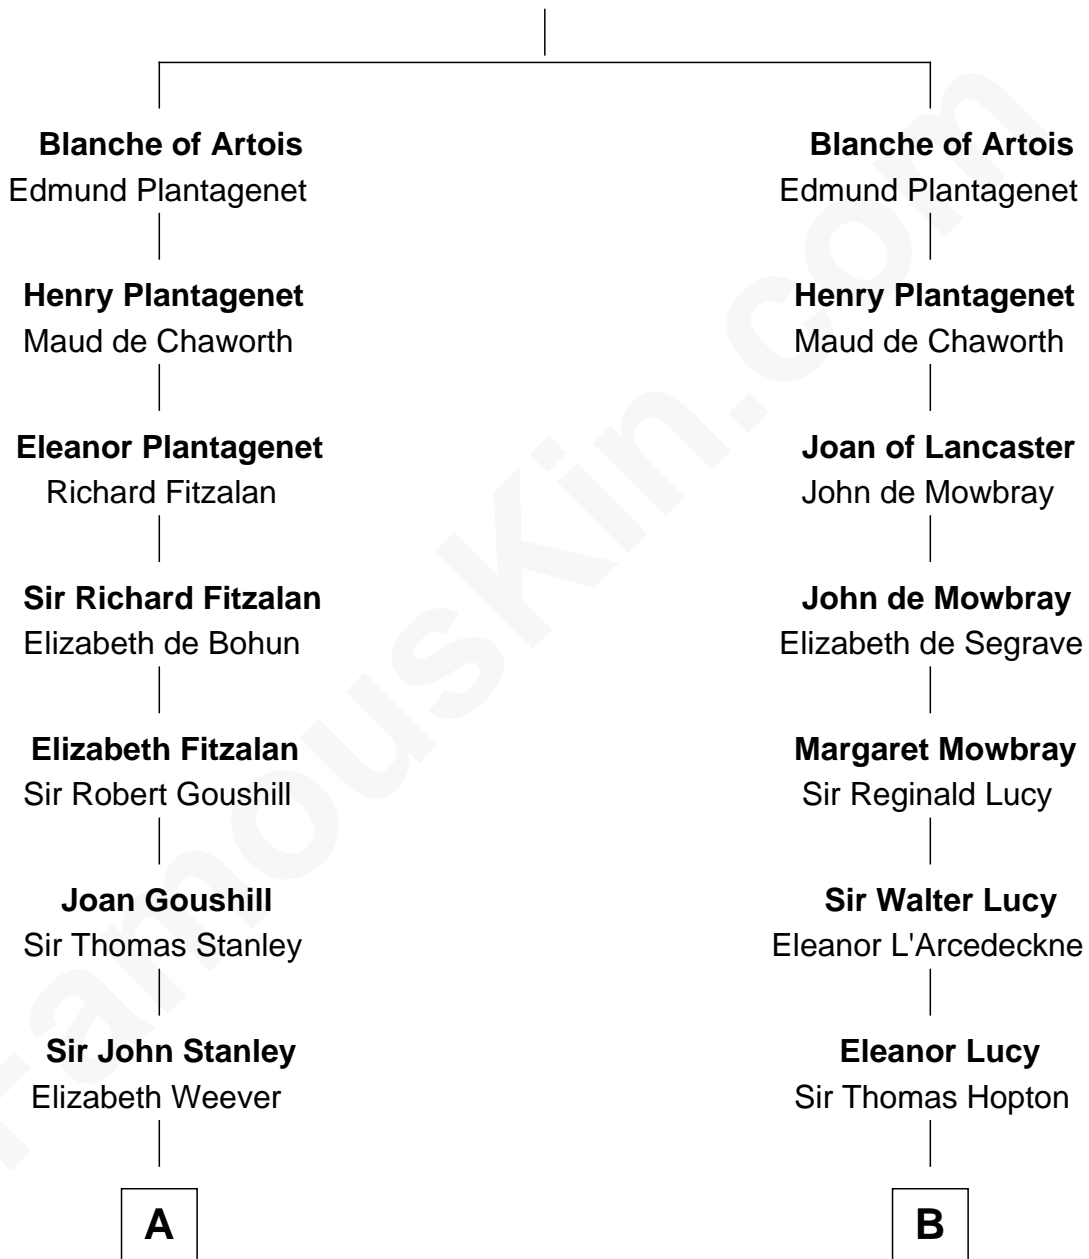 Blanche of Artois
Edmund Plantagenet
Henry Plantagenet
Maud de Chaworth
Eleanor Plantagenet
Richard Fitzalan
Sir Richard Fitzalan
Elizabeth de Bohun
Elizabeth Fitzalan
Sir Robert Goushill
Joan Goushill
Sir Thomas Stanley
Sir John Stanley
Elizabeth Weever
A
Blanche of Artois
Edmund Plantagenet
Henry Plantagenet
Maud de Chaworth
Joan of Lancaster
John de Mowbray
John de Mowbray
Elizabeth de Segrave
Margaret Mowbray
Sir Reginald Lucy
Sir Walter Lucy
Eleanor L'Arcedeckne
Eleanor Lucy
Sir Thomas Hopton
B
FamousKin.com